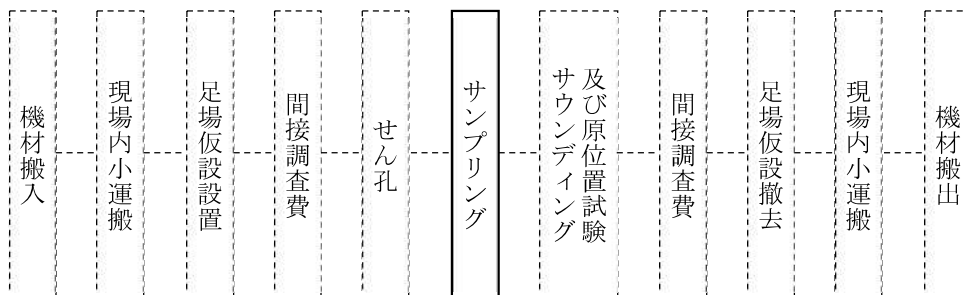 機材搬入
現場内小運搬
足場仮設設置
間接調査費
せん孔
サンプリング
サウンディング
及び原位置試験
間接調査費
足場仮設撤去
現場内小運搬
機材搬出